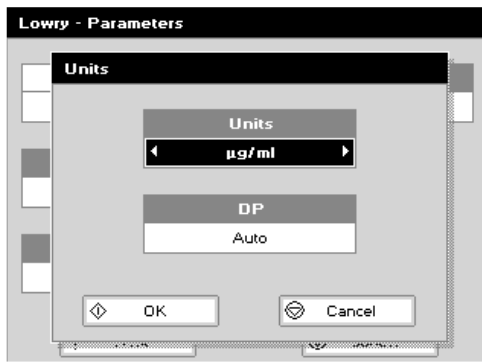 Lowry - Parameters
Units
Units
µg/ml
DP
Auto
OK
Cancel